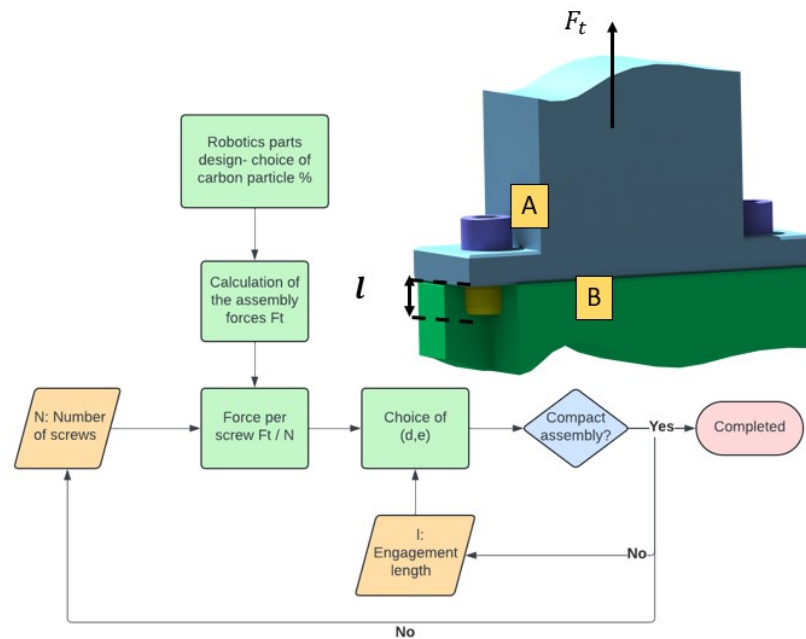 F_t
Robotics parts
design- choice of
carbon particle %
A
Calculation of
the assembly
forces Ft
l
B
N: Number
of screws
Force per
screw Ft / N
Choice of
(d,e)
Compact
assembly?
Yes
Completed
l:
Engagement
length
No
No